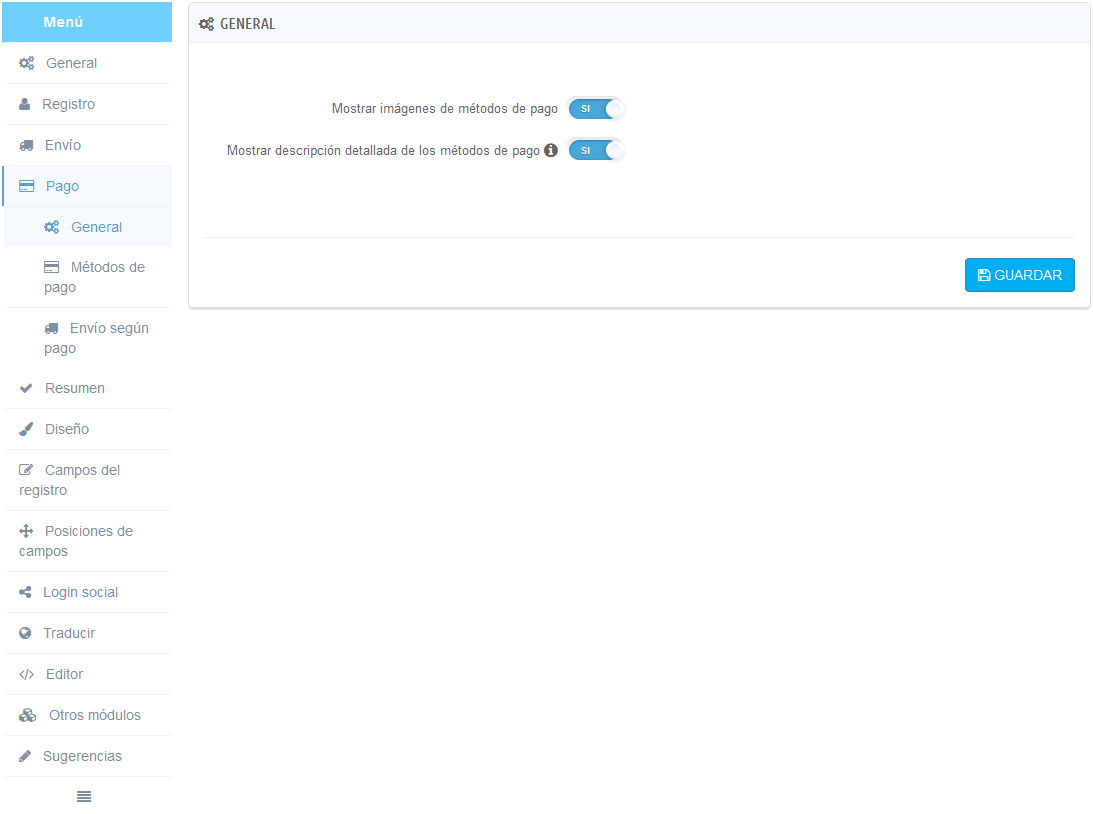 Menú
General
Registro
Envío
Pago
General
Métodos de
pago
Envío según
pago
Resumen
Diseño
Campos del
registro
Posiciones de
campos
Login social
Traducir
Editor
Otros módulos
Sugerencias
GENERAL
Mostrar imágenes de métodos de pago SI
Mostrar descripción detallada de los métodos de pago SI
GUARDAR